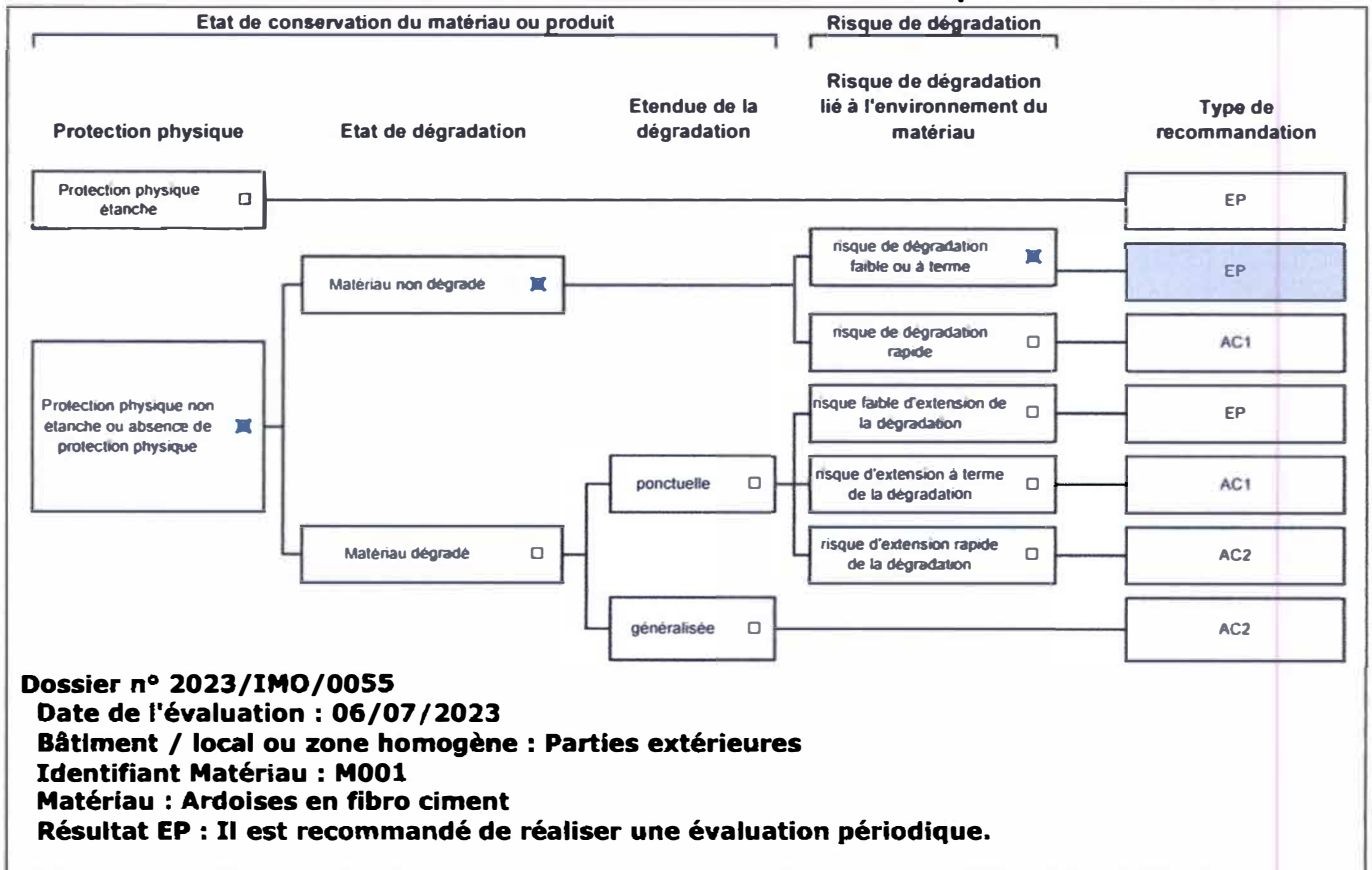 Etat de conservation du matériau ou produit
Risque de dégradation
Protection physique
Etat de dégradation
Etendue de la
dégradation
Risque de dégradation
lié à l'environnement du
matériau
Type de
recommandation
Protection physique
étanche
EP
risque de dégradation
faible ou à terme
EP
Matériau non dégradé
risque de dégradation
rapide
AC1
Protection physique non
étanche ou absence de
protection physique
risque faible d'extension de
la dégradation
EP
ponctuelle
risque d'extension à terme
de la dégradation
AC1
Matériau dégradé
risque d'extension rapide
de la dégradation
AC2
généralisée
AC2
Dossier n° 2023/IMO/0055
Date de l'évaluation : 06/07/2023
Bâtiment / local ou zone homogène : Parties extérieures
Identifiant Matériau : M001
Matériau : Ardoises en fibro ciment
Résultat EP : Il est recommandé de réaliser une évaluation périodique.